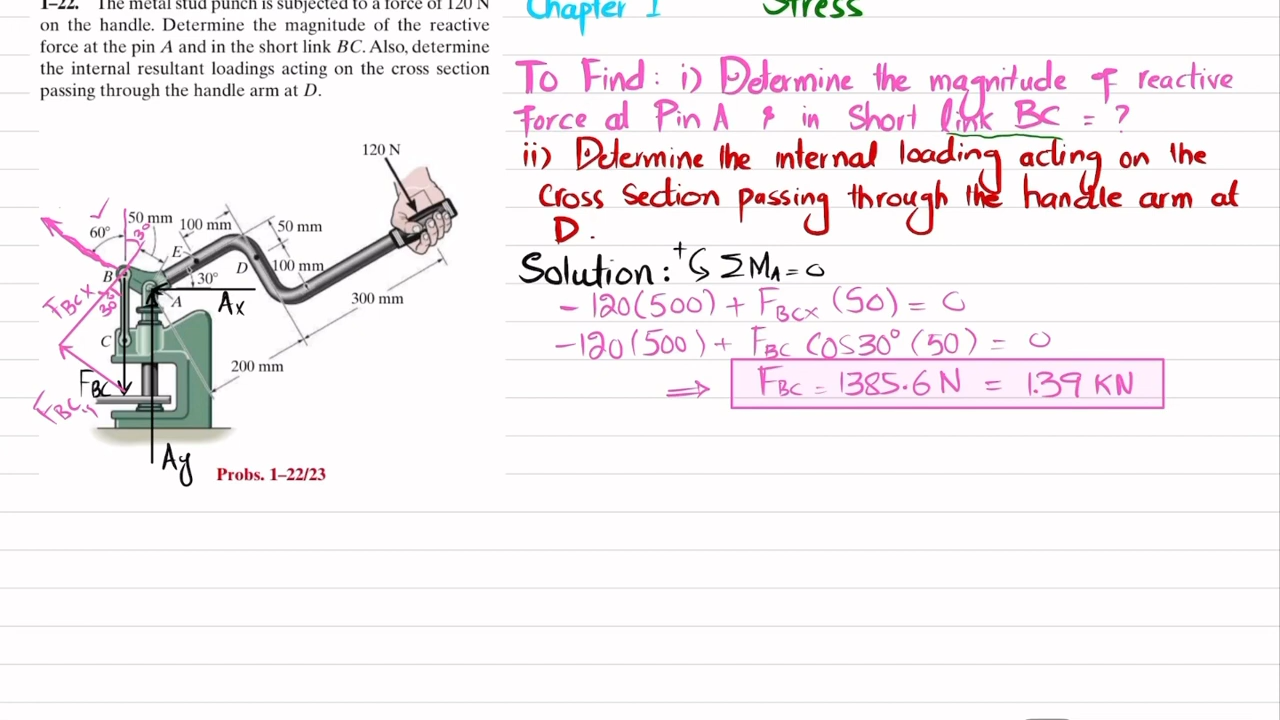 1–22. The metal stud punch is subjected to a force of 120 N
on the handle. Determine the magnitude of the reactive
force at the pin A and in the short link BC. Also, determine
the internal resultant loadings acting on the cross section
passing through the handle arm at D.
Chapter 1 Stress
To Find: i) Determine the magnitude of reactive
Force at Pin A & in Short link BC = ?
ii) Determine the internal loading acting on the
Cross Section passing through the handle arm at
D.
Solution: +↺ ΣMA = 0
- 120(500) + FBCx (50) = 0
-120(500) + FBC COS30° (50) = 0
⇒ FBC = 1385.6 N = 1.39 KN
120 N
50 mm
60°
30°
100 mm
50 mm
E
B
D
100 mm
30°
FBCx
30°
A
Ax
300 mm
C
200 mm
FBC
FBCy
Ay
Probs. 1–22/23